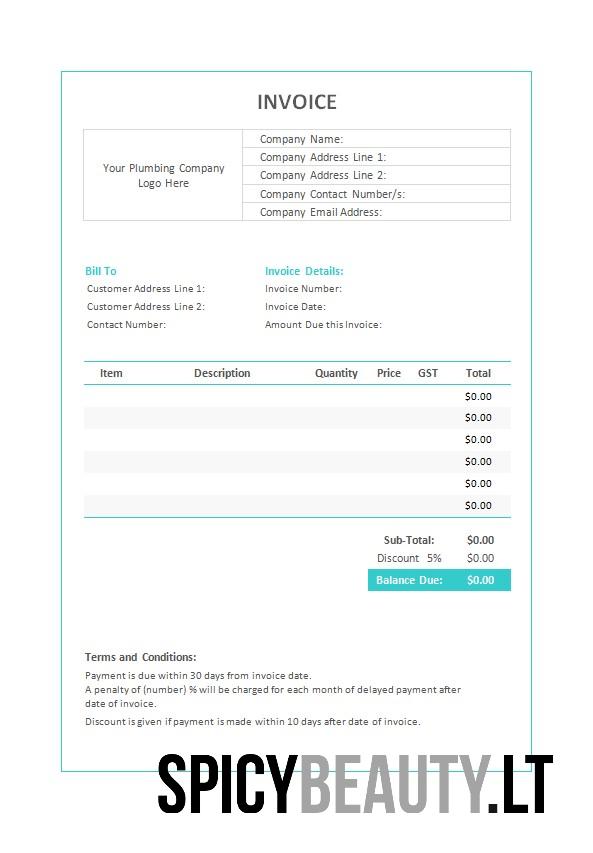 INVOICE
Your Plumbing Company
Logo Here
Company Name:
Company Address Line 1:
Company Address Line 2:
Company Contact Number/s:
Company Email Address:
Bill To
Customer Address Line 1:
Customer Address Line 2:
Contact Number:
Invoice Details:
Invoice Number:
Invoice Date:
Amount Due this Invoice:
Item Description Quantity Price GST Total
$0.00
$0.00
$0.00
$0.00
$0.00
$0.00
Sub-Total: $0.00
Discount 5% $0.00
Balance Due: $0.00
Terms and Conditions:
Payment is due within 30 days from invoice date.
A penalty of (number) % will be charged for each month of delayed payment after
date of invoice.
Discount is given if payment is made within 10 days after date of invoice.
SPICYBEAUTY.LT